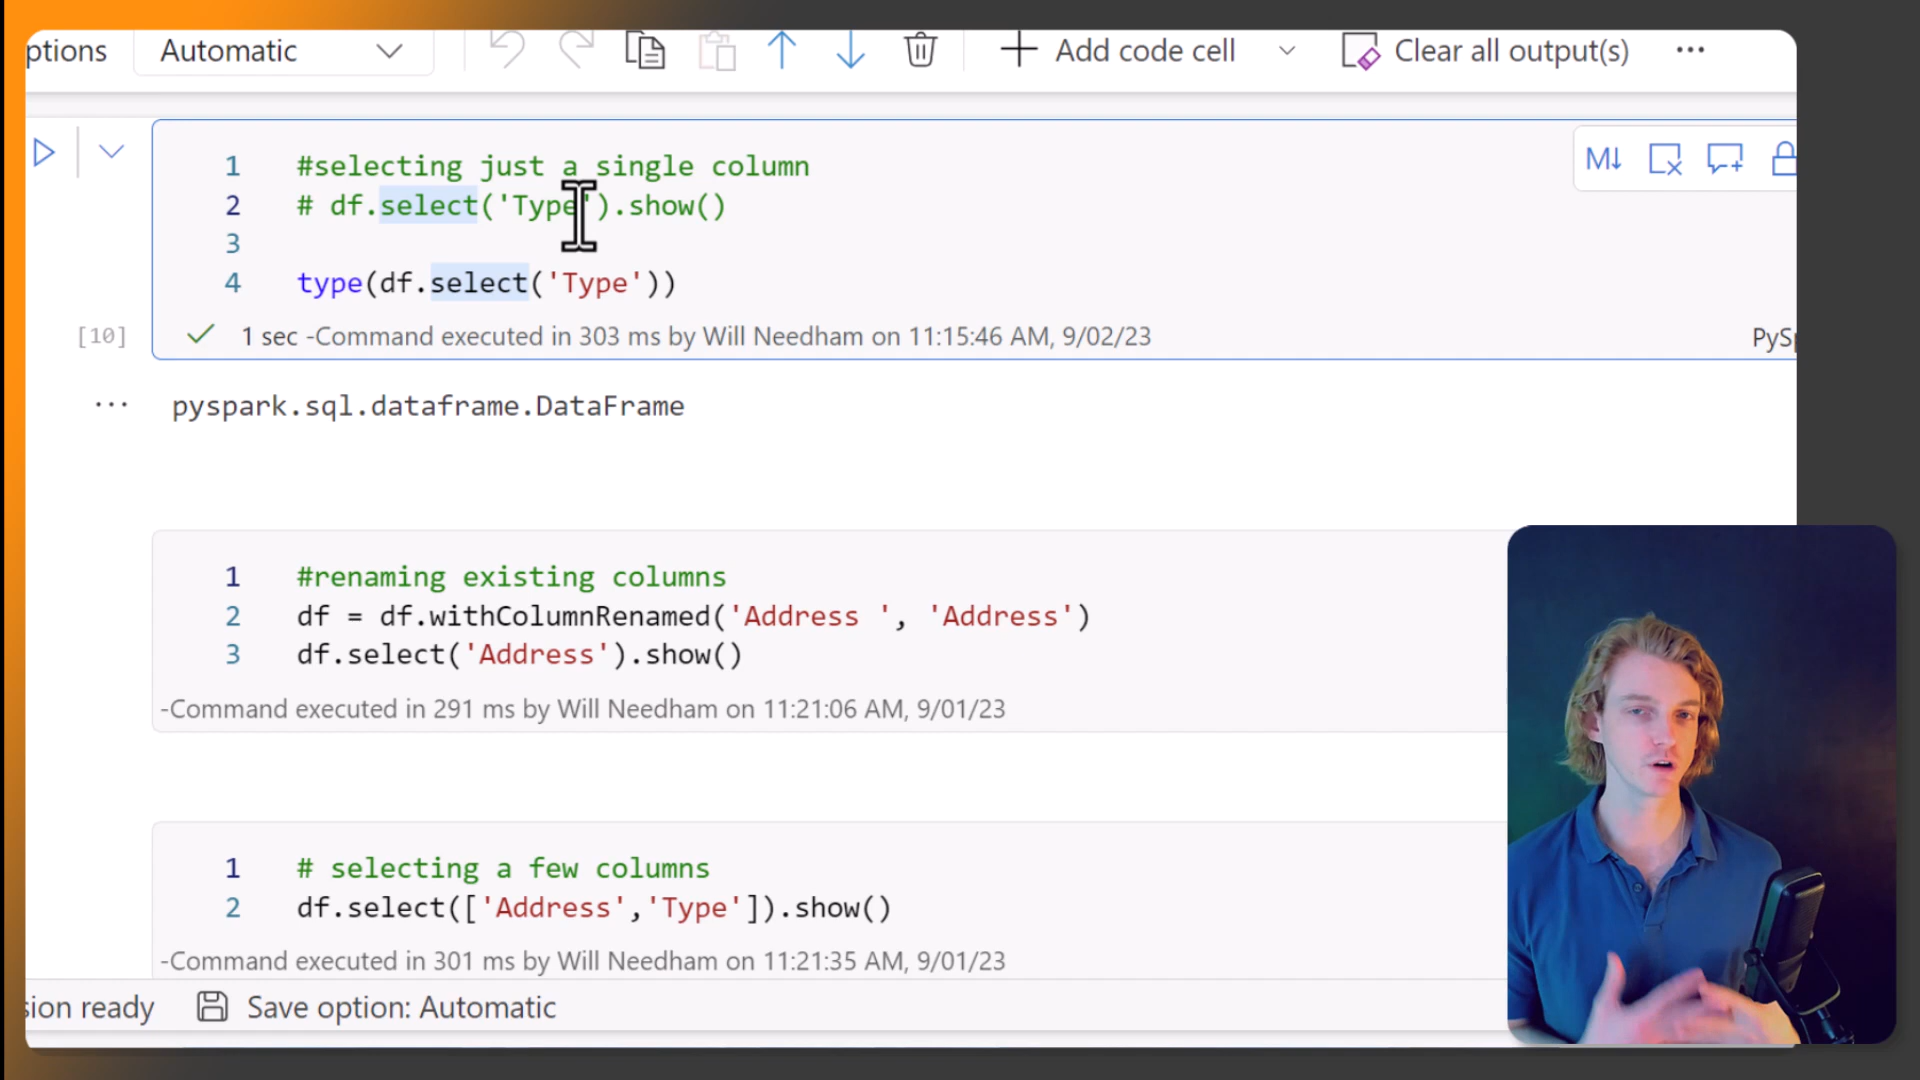 ptions Automatic Add code cell Clear all output(s) ...
1 #selecting just a single column
2 # df.select('Type').show()
3
4 type(df.select('Type'))
M↓
[10] 1 sec -Command executed in 303 ms by Will Needham on 11:15:46 AM, 9/02/23 PySp
... pyspark.sql.dataframe.DataFrame
1 #renaming existing columns
2 df = df.withColumnRenamed('Address ', 'Address')
3 df.select('Address').show()
-Command executed in 291 ms by Will Needham on 11:21:06 AM, 9/01/23
1 # selecting a few columns
2 df.select(['Address','Type']).show()
-Command executed in 301 ms by Will Needham on 11:21:35 AM, 9/01/23
sion ready Save option: Automatic